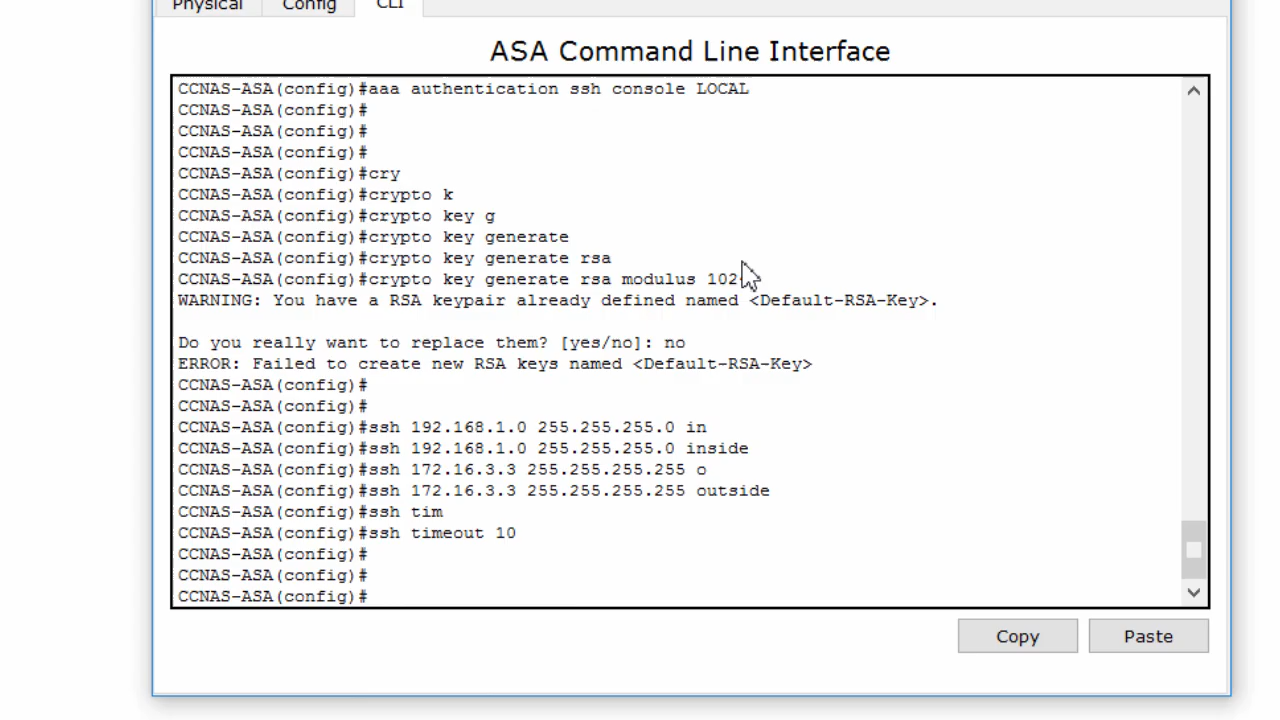 Physical Config CLI
ASA Command Line Interface
CCNAS-ASA(config)#aaa authentication ssh console LOCAL
CCNAS-ASA(config)#
CCNAS-ASA(config)#
CCNAS-ASA(config)#
CCNAS-ASA(config)#cry
CCNAS-ASA(config)#crypto k
CCNAS-ASA(config)#crypto key g
CCNAS-ASA(config)#crypto key generate
CCNAS-ASA(config)#crypto key generate rsa
CCNAS-ASA(config)#crypto key generate rsa modulus
WARNING: You have a RSA keypair already defined named <Default-RSA-Key>.
Do you really want to replace them? [yes/no]: no
ERROR: Failed to create new RSA keys named <Default-RSA-Key>
CCNAS-ASA(config)#
CCNAS-ASA(config)#
CCNAS-ASA(config)#ssh 192.168.1.0 255.255.255.0 in
CCNAS-ASA(config)#ssh 192.168.1.0 255.255.255.0 inside
CCNAS-ASA(config)#ssh 172.16.3.3 255.255.255.255 o
CCNAS-ASA(config)#ssh 172.16.3.3 255.255.255.255 outside
CCNAS-ASA(config)#ssh tim
CCNAS-ASA(config)#ssh timeout 10
CCNAS-ASA(config)#
CCNAS-ASA(config)#
CCNAS-ASA(config)#
Copy Paste